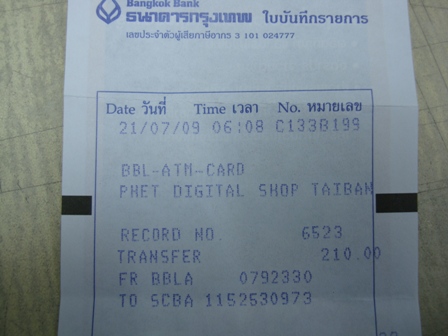 Bangkok Bank
ธนาคารกรุงเทพ ใบบันทึกรายการ
เลขประจำตัวผู้เสียภาษีอากร 3 101 024777
Date วันที่ Time เวลา No. หมายเลข
21/07/09 06:08 C133B199
BBL-ATM-CARD
PHET DIGITAL SHOP TAIBAN
RECORD NO. 6523
TRANSFER 210.00
FR BBLA 0792330
TO SCBA 1152530973